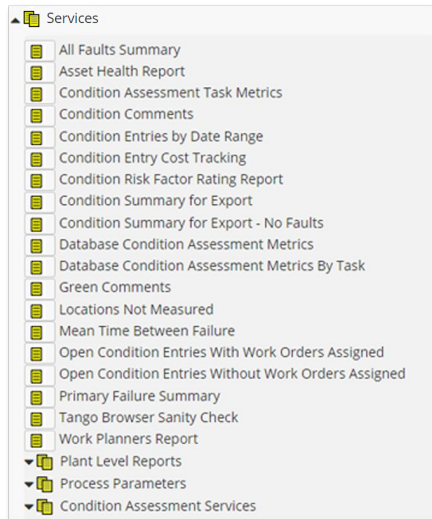 Services
All Faults Summary
Asset Health Report
Condition Assessment Task Metrics
Condition Comments
Condition Entries by Date Range
Condition Entry Cost Tracking
Condition Risk Factor Rating Report
Condition Summary for Export
Condition Summary for Export - No Faults
Database Condition Assessment Metrics
Database Condition Assessment Metrics By Task
Green Comments
Locations Not Measured
Mean Time Between Failure
Open Condition Entries With Work Orders Assigned
Open Condition Entries Without Work Orders Assigned
Primary Failure Summary
Tango Browser Sanity Check
Work Planners Report
Plant Level Reports
Process Parameters
Condition Assessment Services